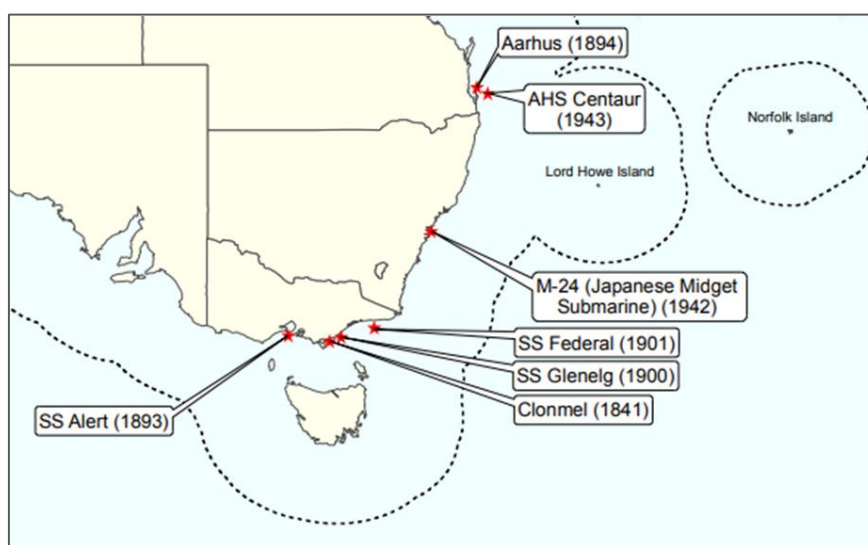 Aarhus (1894)
AHS Centaur
(1943)
Norfolk Island
Lord Howe Island
M-24 (Japanese Midget
Submarine) (1942)
SS Federal (1901)
SS Glenelg (1900)
Clonmel (1841)
SS Alert (1893)